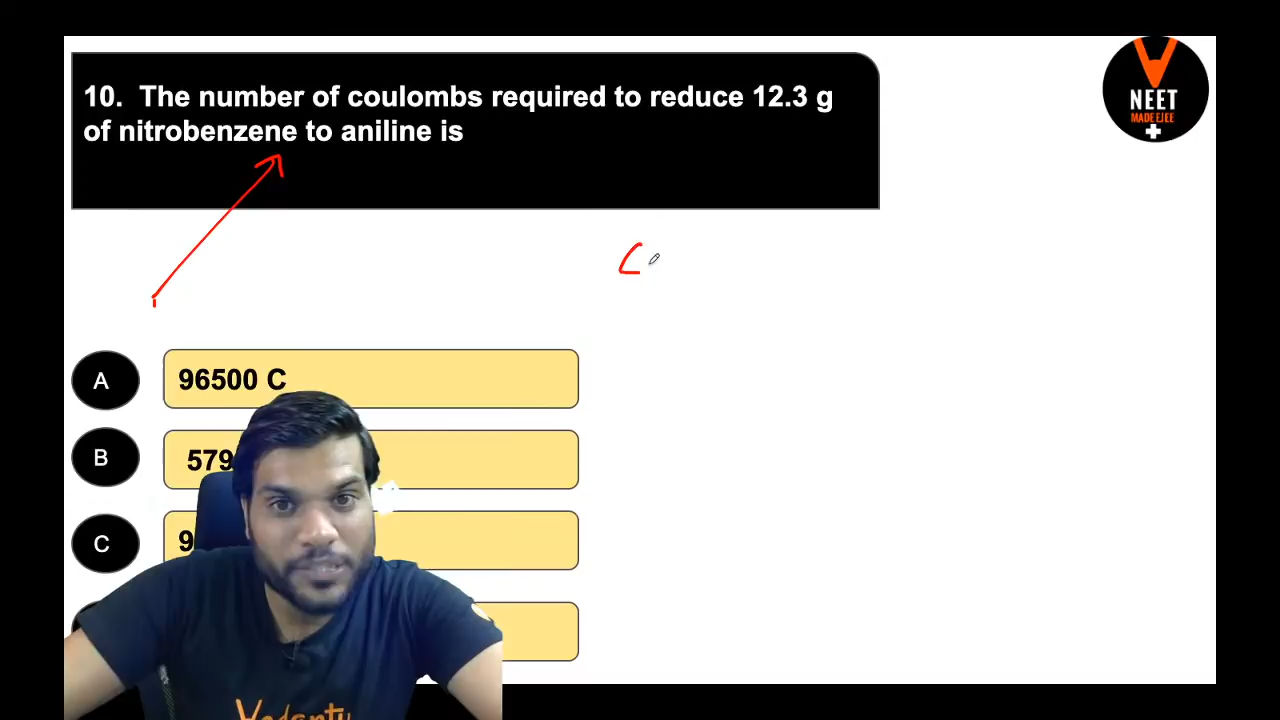 10. The number of coulombs required to reduce 12.3 g
of nitrobenzene to aniline is
NEET
MADE EJEE
A
96500 C
B
579
C
9
Vedantu